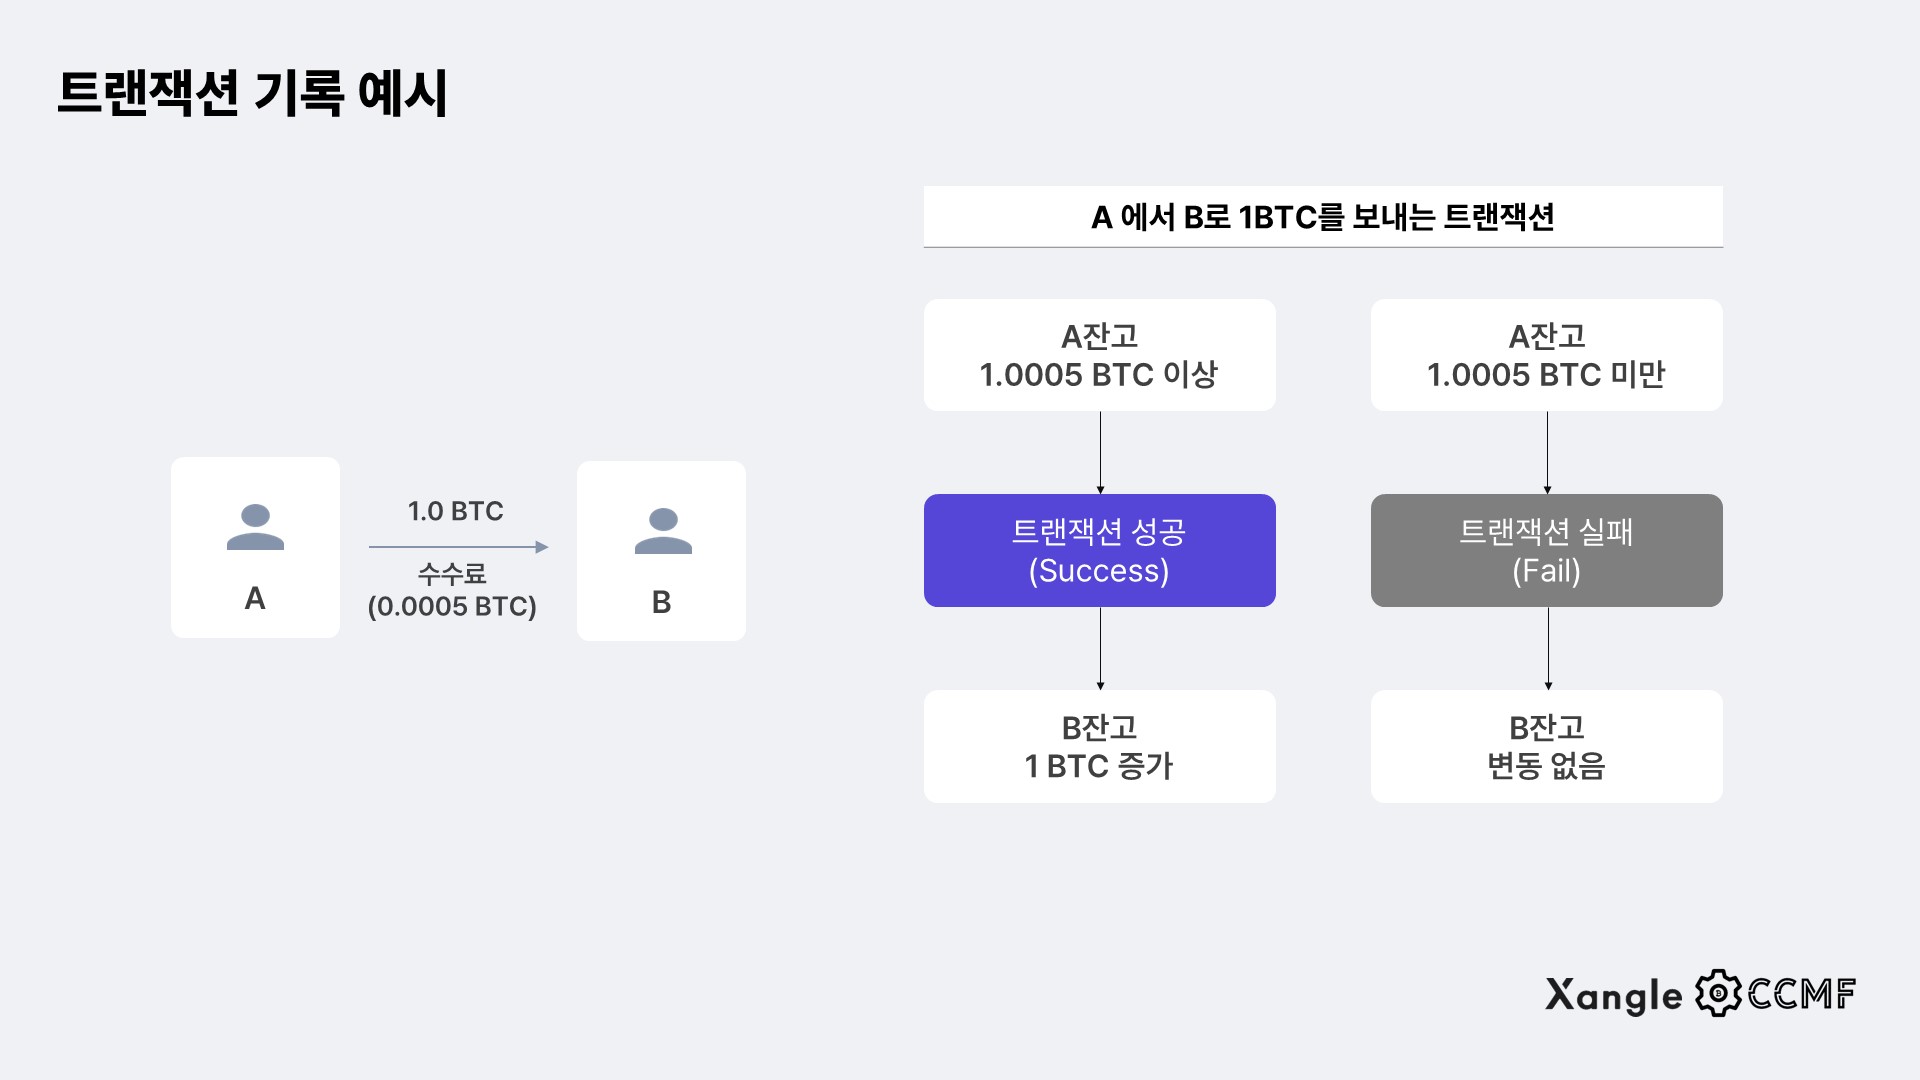 트랜잭션 기록 예시
A
1.0 BTC
수수료
(0.0005 BTC)
B
A 에서 B로 1BTC를 보내는 트랜잭션
A잔고
1.0005 BTC 이상
트랜잭션 성공
(Success)
B잔고
1 BTC 증가
A잔고
1.0005 BTC 미만
트랜잭션 실패
(Fail)
B잔고
변동 없음
Xangle CCMF